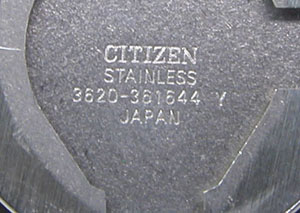 CITIZEN
STAINLESS
3620-361644 Y
JAPAN